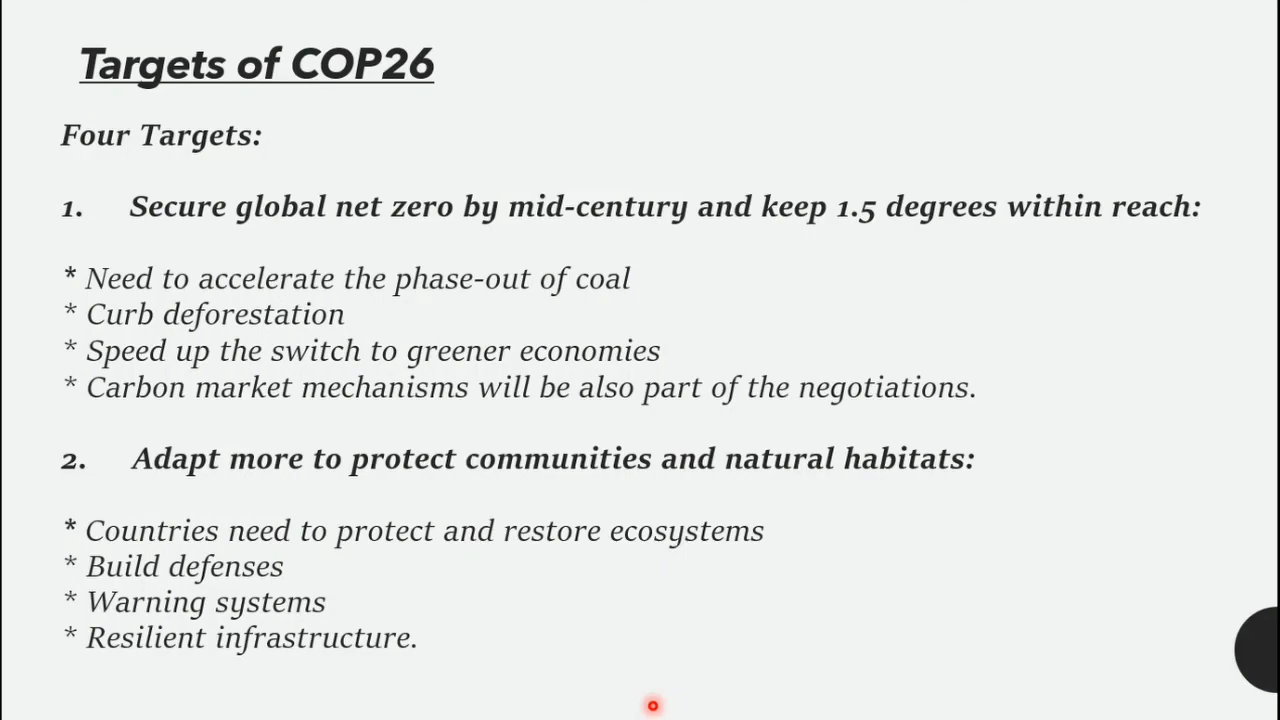 Targets of COP26
Four Targets:
1. Secure global net zero by mid-century and keep 1.5 degrees within reach:
* Need to accelerate the phase-out of coal
* Curb deforestation
* Speed up the switch to greener economies
* Carbon market mechanisms will be also part of the negotiations.
2. Adapt more to protect communities and natural habitats:
* Countries need to protect and restore ecosystems
* Build defenses
* Warning systems
* Resilient infrastructure.